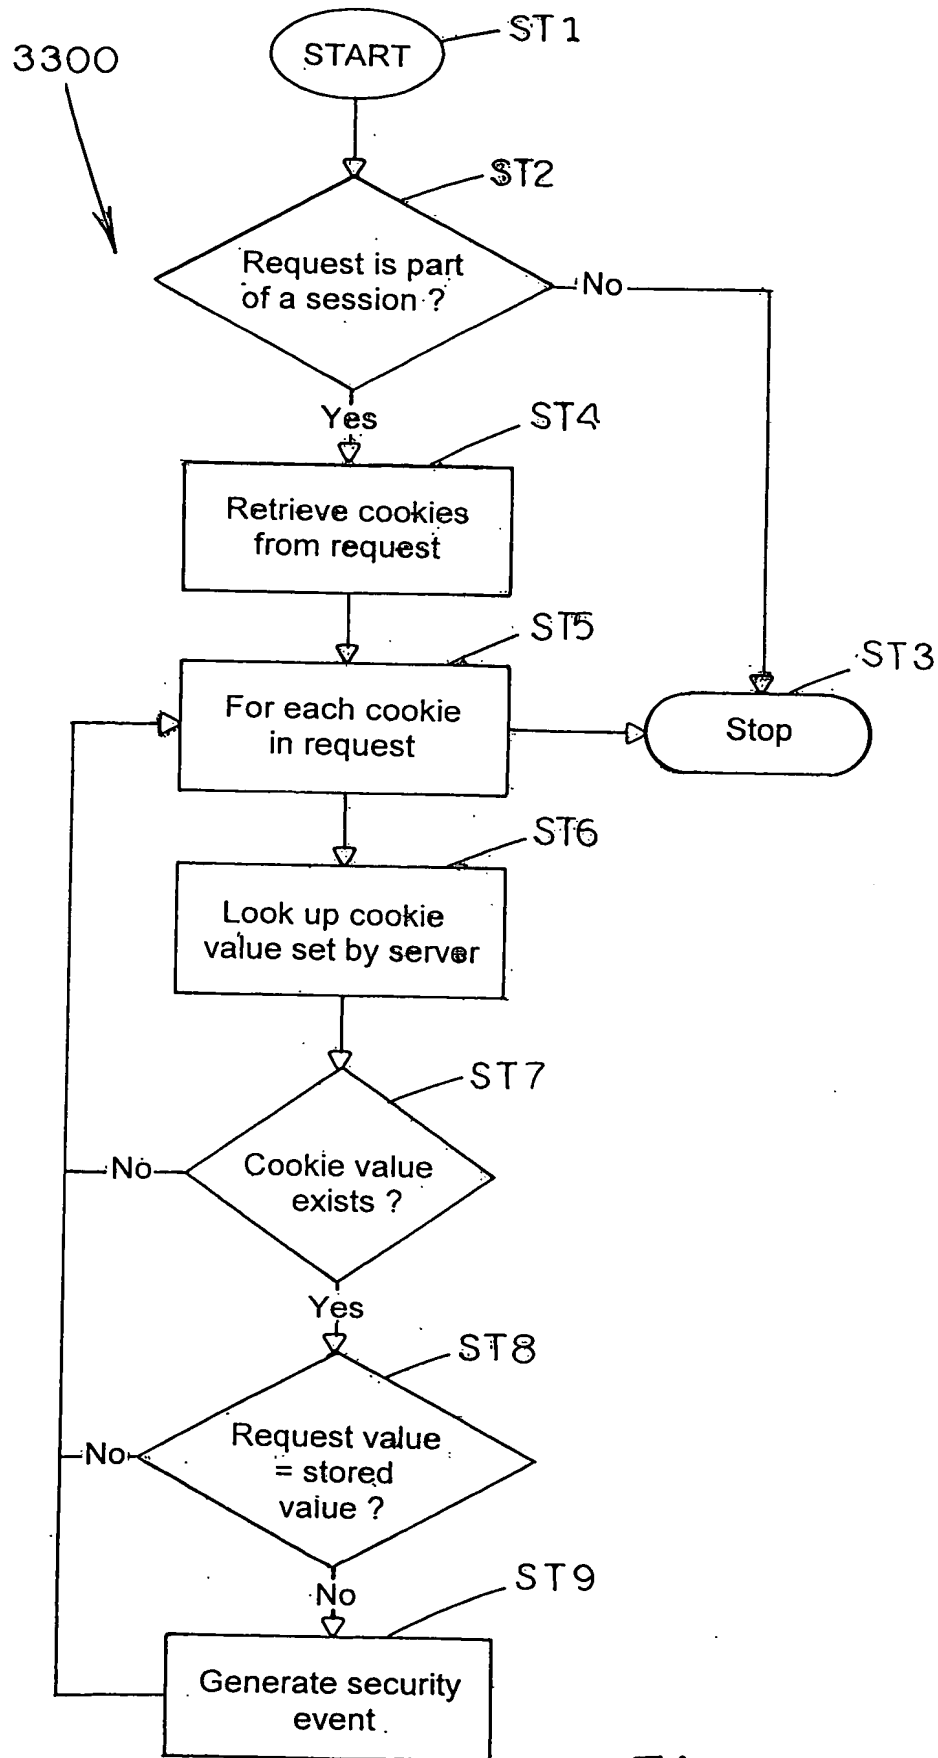 3300
START
ST1
ST2
Request is part
of a session ?
No
Yes
ST4
Retrieve cookies
from request
ST5
For each cookie
in request
ST3
Stop
ST6
Look up cookie
value set by server
ST7
Cookie value
exists ?
No
Yes
ST8
Request value
= stored
value ?
No
No
ST9
Generate security
event